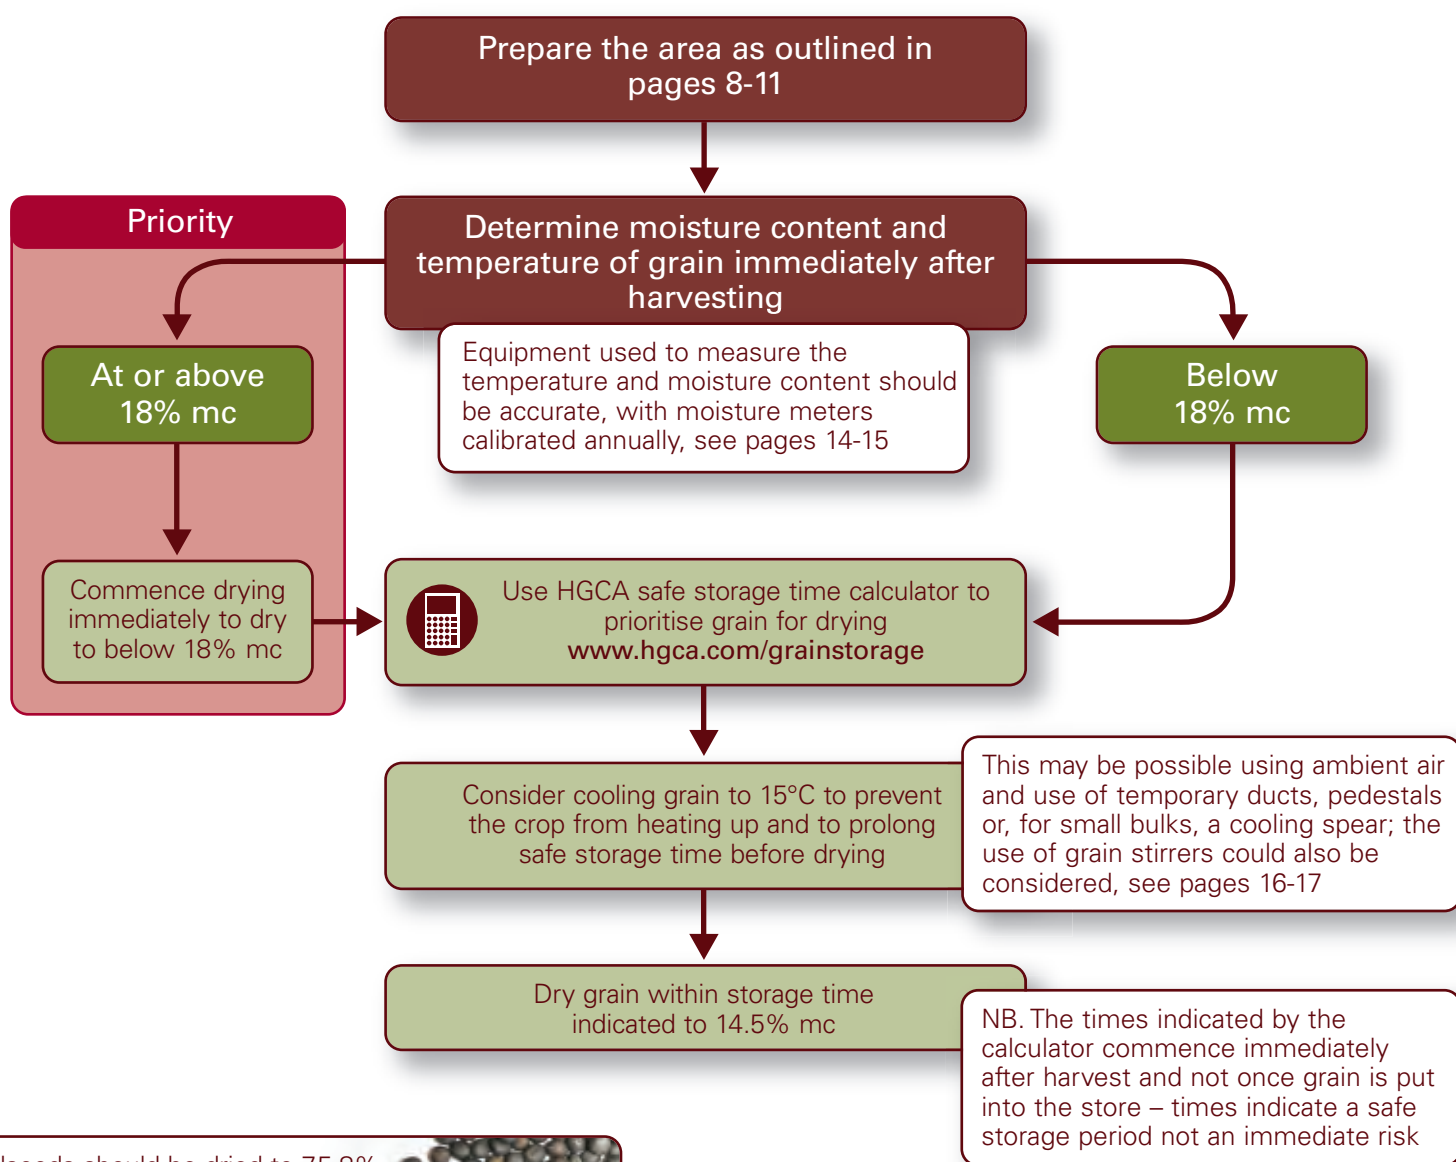 Prepare the area as outlined in
pages 8-11
Priority
Determine moisture content and
temperature of grain immediately after
harvesting
Equipment used to measure the
temperature and moisture content should
be accurate, with moisture meters
calibrated annually, see pages 14-15
At or above
18% mc
Below
18% mc
Commence drying
immediately to dry
to below 18% mc
Use HGCA safe storage time calculator to
prioritise grain for drying
www.hgca.com/grainstorage
Consider cooling grain to 15°C to prevent
the crop from heating up and to prolong
safe storage time before drying
This may be possible using ambient air
and use of temporary ducts, pedestals
or, for small bulks, a cooling spear; the
use of grain stirrers could also be
considered, see pages 16-17
Dry grain within storage time
indicated to 14.5% mc
NB. The times indicated by the
calculator commence immediately
after harvest and not once grain is put
into the store – times indicate a safe
storage period not an immediate risk
should be dried to